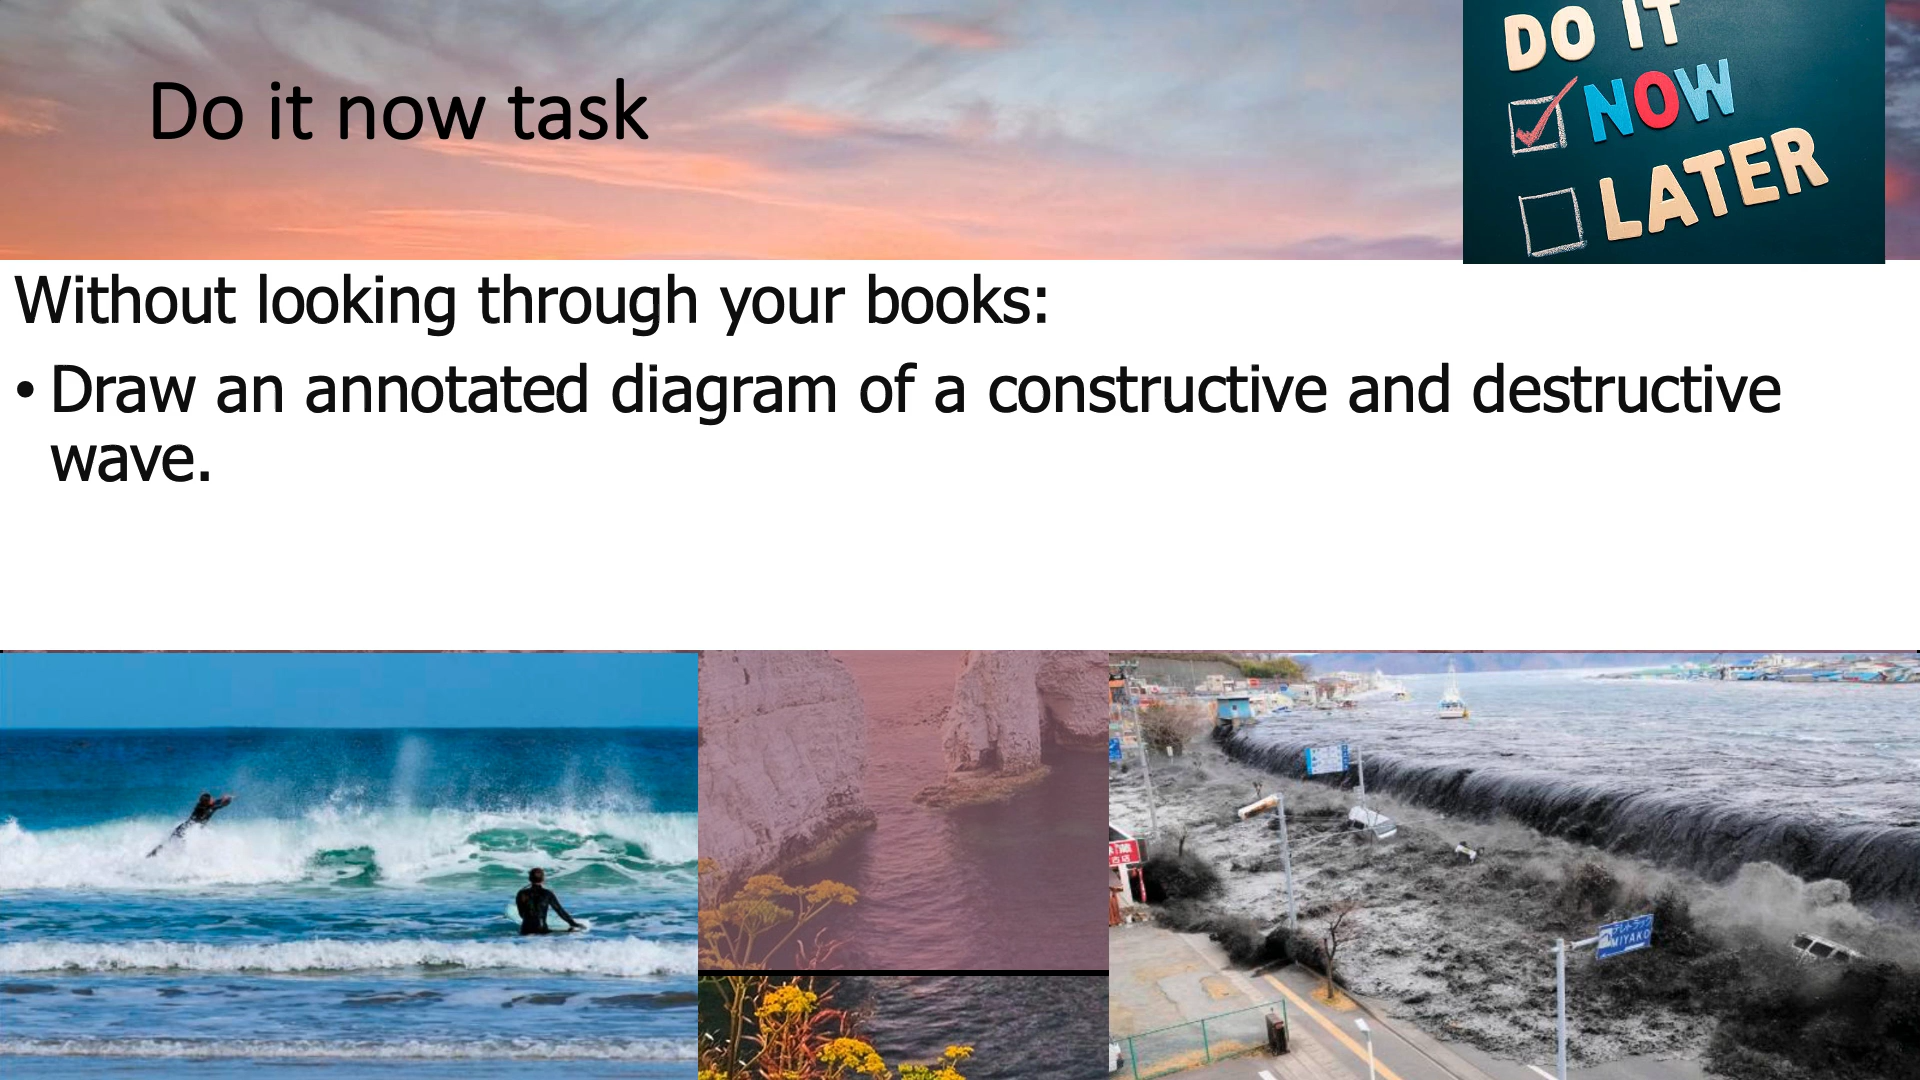 Do it now task
DO IT
NOW
LATER
Without looking through your books:
• Draw an annotated diagram of a constructive and destructive
wave.
MIYAKO